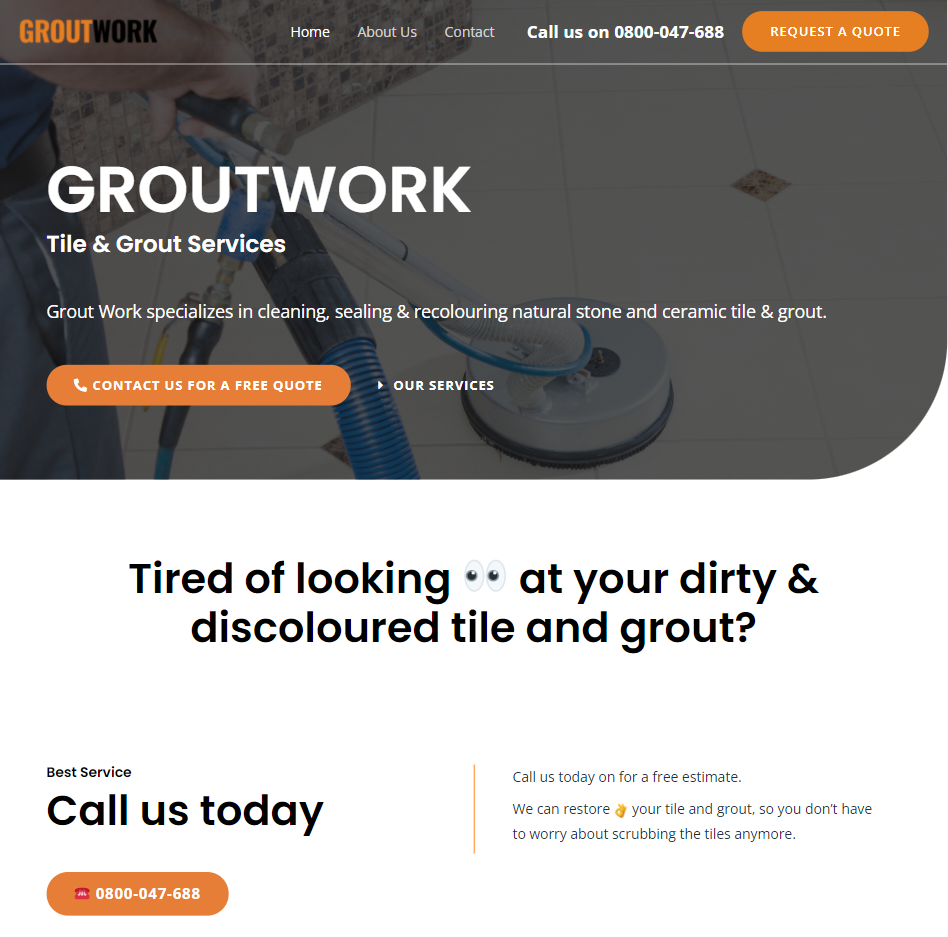 GROUTWORK
Home About Us Contact Call us on 0800-047-688 REQUEST A QUOTE
GROUTWORK
Tile & Grout Services
Grout Work specializes in cleaning, sealing & recolouring natural stone and ceramic tile & grout.
CONTACT US FOR A FREE QUOTE OUR SERVICES
Tired of looking 👀 at your dirty &
discoloured tile and grout?
Best Service
Call us today
☎️ 0800-047-688
Call us today on for a free estimate.
We can restore 👌 your tile and grout, so you don’t have
to worry about scrubbing the tiles anymore.